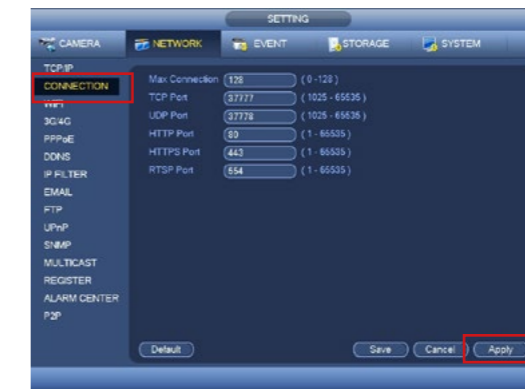 SETTING
CAMERA NETWORK EVENT STORAGE SYSTEM
TCP/IP
CONNECTION
WIFI
3G/4G
PPPoE
DDNS
IP FILTER
EMAIL
FTP
UPnP
SNMP
MULTICAST
REGISTER
ALARM CENTER
P2P
Max Connection 128 ( 0 -128 )
TCP Port 37777 ( 1025 - 65535 )
UDP Port 37778 ( 1025 - 65535 )
HTTP Port 80 ( 1 - 65535 )
HTTPS Port 443 ( 1 - 65535 )
RTSP Port 554 ( 1 - 65535 )
Default Save Cancel Apply